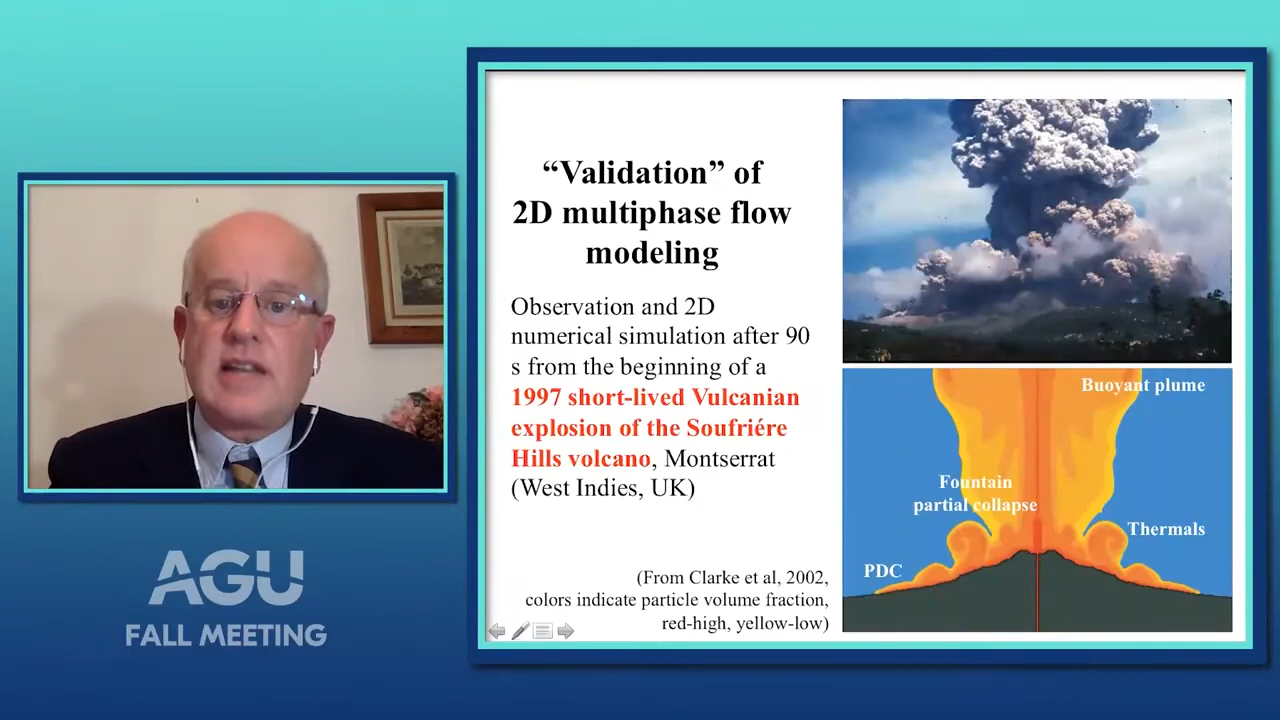 AGU
FALL MEETING
“Validation” of
2D multiphase flow
modeling
Observation and 2D
numerical simulation after 90
s from the beginning of a
1997 short-lived Vulcanian
explosion of the Soufriére
Hills volcano, Montserrat
(West Indies, UK)
(From Clarke et al, 2002,
colors indicate particle volume fraction,
red-high, yellow-low)
Buoyant plume
Fountain
partial collapse
Thermals
PDC